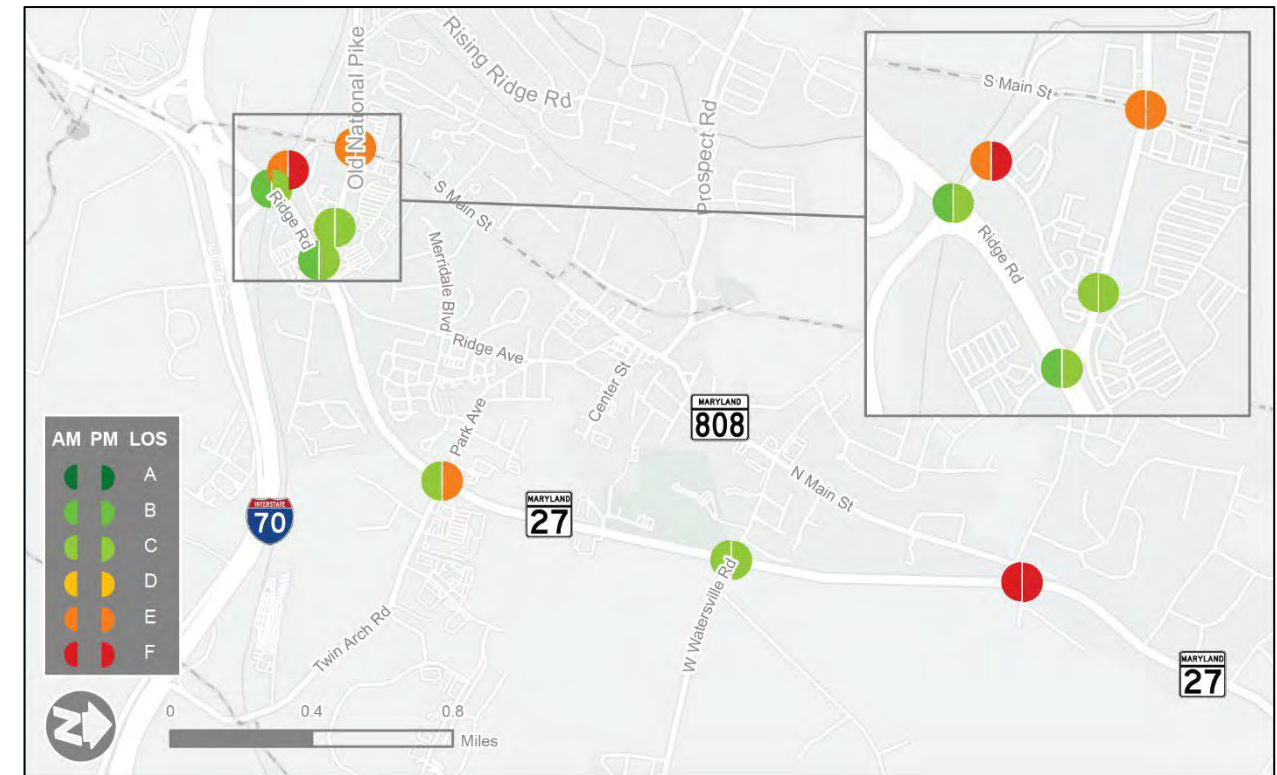 Old National Pike
Rising Ridge Rd
Prospect Rd
S Main St
Ridge Rd
S Main St
Ridge Rd
Merridale Blvd
Ridge Ave
Center St
Park Ave
MARYLAND
808
N Main St
AM PM LOS
A
B
C
D
E
F
INTERSTATE
70
MARYLAND
27
W Watersville Rd
Twin Arch Rd
MARYLAND
27
N
0 0.4 0.8
Miles